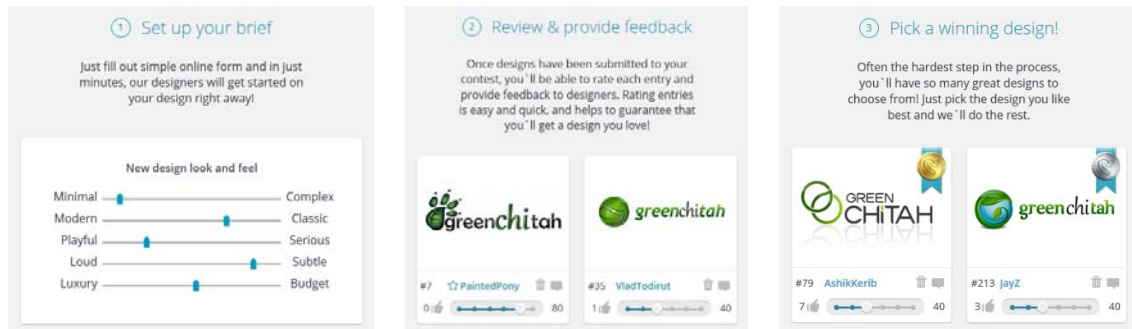 1 Set up your brief
Just fill out simple online form and in just
minutes, our designers will get started on
your design right away!
New design look and feel
Minimal Complex
Modern Classic
Playful Serious
Loud Subtle
Luxury Budget
2 Review & provide feedback
Once designs have been submitted to your
contest, you`ll be able to rate each entry and
provide feedback to designers. Rating entries
is easy and quick, and helps to guarantee that
you`ll get a design you love!
greenchitah
#7 PaintedPony
0 80
greenchitah
#35 VladTodirut
1 40
3 Pick a winning design!
Often the hardest step in the process,
you`ll have so many great designs to
choose from! Just pick the design you like
best and we`ll do the rest.
GREEN
CHiTAH
#79 AshikKerib
7 40
greenchitah
#213 JayZ
3 40